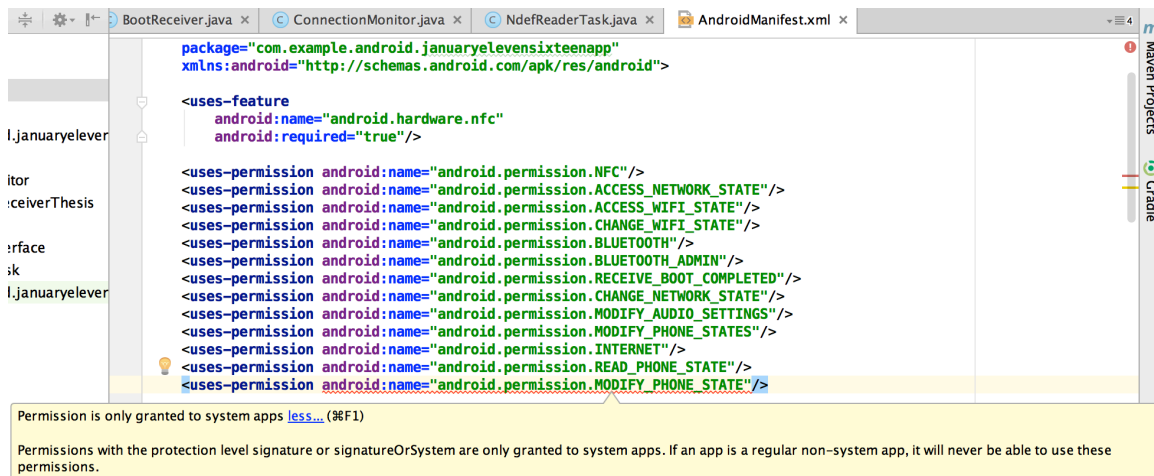 BootReceiver.java × ConnectionMonitor.java × NdefReaderTask.java × AndroidManifest.xml × 4
package="com.example.android.januaryelevensixteenapp"
xmlns:android="http://schemas.android.com/apk/res/android">
<uses-feature
android:name="android.hardware.nfc"
android:required="true"/>
<uses-permission android:name="android.permission.NFC"/>
<uses-permission android:name="android.permission.ACCESS_NETWORK_STATE"/>
<uses-permission android:name="android.permission.ACCESS_WIFI_STATE"/>
<uses-permission android:name="android.permission.CHANGE_WIFI_STATE"/>
<uses-permission android:name="android.permission.BLUETOOTH"/>
<uses-permission android:name="android.permission.BLUETOOTH_ADMIN"/>
<uses-permission android:name="android.permission.RECEIVE_BOOT_COMPLETED"/>
<uses-permission android:name="android.permission.CHANGE_NETWORK_STATE"/>
<uses-permission android:name="android.permission.MODIFY_AUDIO_SETTINGS"/>
<uses-permission android:name="android.permission.MODIFY_PHONE_STATES"/>
<uses-permission android:name="android.permission.INTERNET"/>
<uses-permission android:name="android.permission.READ_PHONE_STATE"/>
<uses-permission android:name="android.permission.MODIFY_PHONE_STATE"/>
d.januaryelever
itor
eceiverThesis
erface
sk
d.januaryelever
Maven Projects
Gradle
Permission is only granted to system apps less... (⌘F1)
Permissions with the protection level signature or signatureOrSystem are only granted to system apps. If an app is a regular non-system app, it will never be able to use these
permissions.